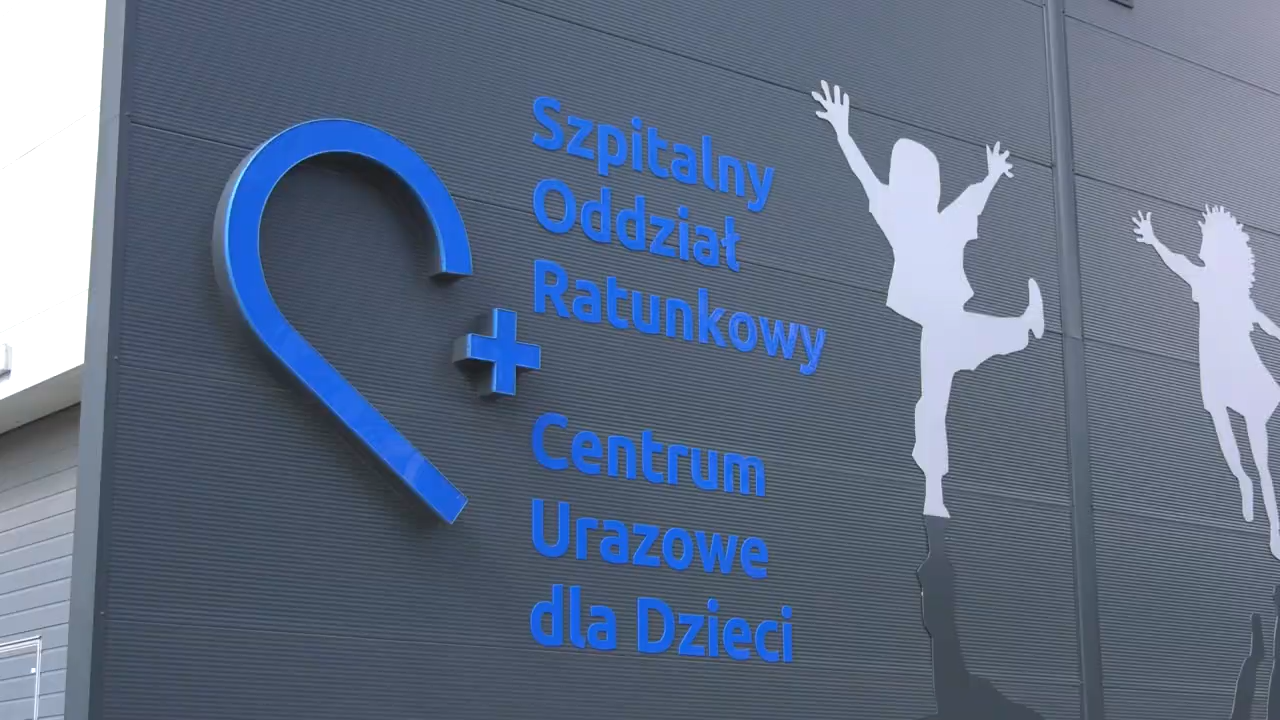 Szpitalny
Oddział
Ratunkowy
Centrum
Urazowe
dla Dzieci